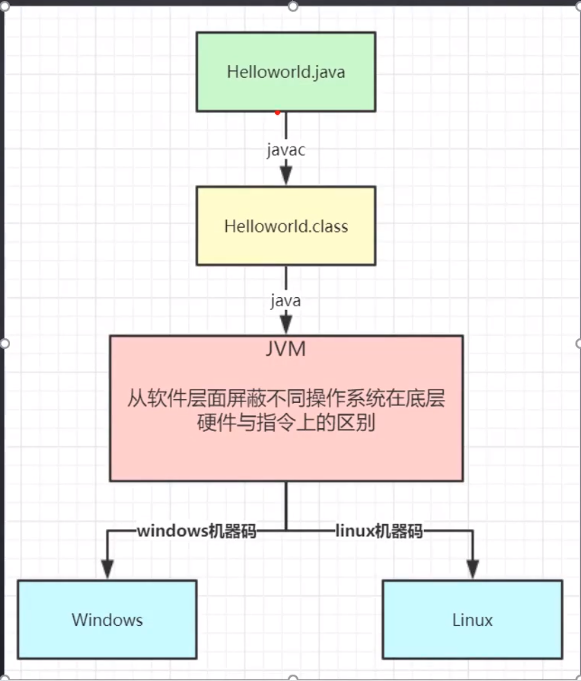 Helloworld.java
javac
Helloworld.class
java
JVM
从软件层面屏蔽不同操作系统在底层
硬件与指令上的区别
windows机器码
linux机器码
Windows
Linux